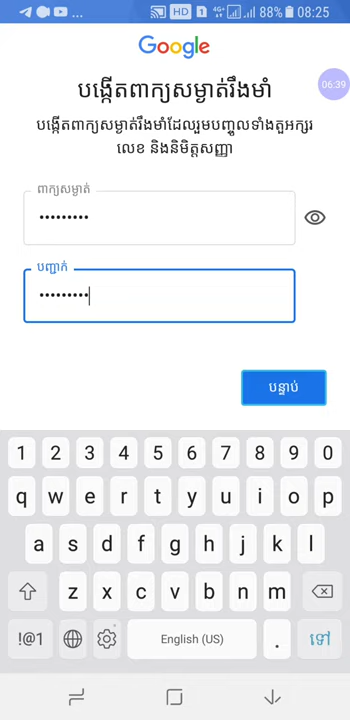 HD 4G 1 88% 08:25
Google
បង្កើតពាក្យសម្ងាត់រឹងមាំ
06:39
បង្កើតពាក្យសម្ងាត់រឹងមាំដែលរួមបញ្ចូលទាំងតួអក្សរ
លេខ និងនិមិត្តសញ្ញា
ពាក្យសម្ងាត់
•••••••••
បញ្ជាក់
•••••••••
បន្ទាប់
1 2 3 4 5 6 7 8 9 0
q w e r t y u i o p
a s d f g h j k l
z x c v b n m
!@1 English (US) . ទៅ